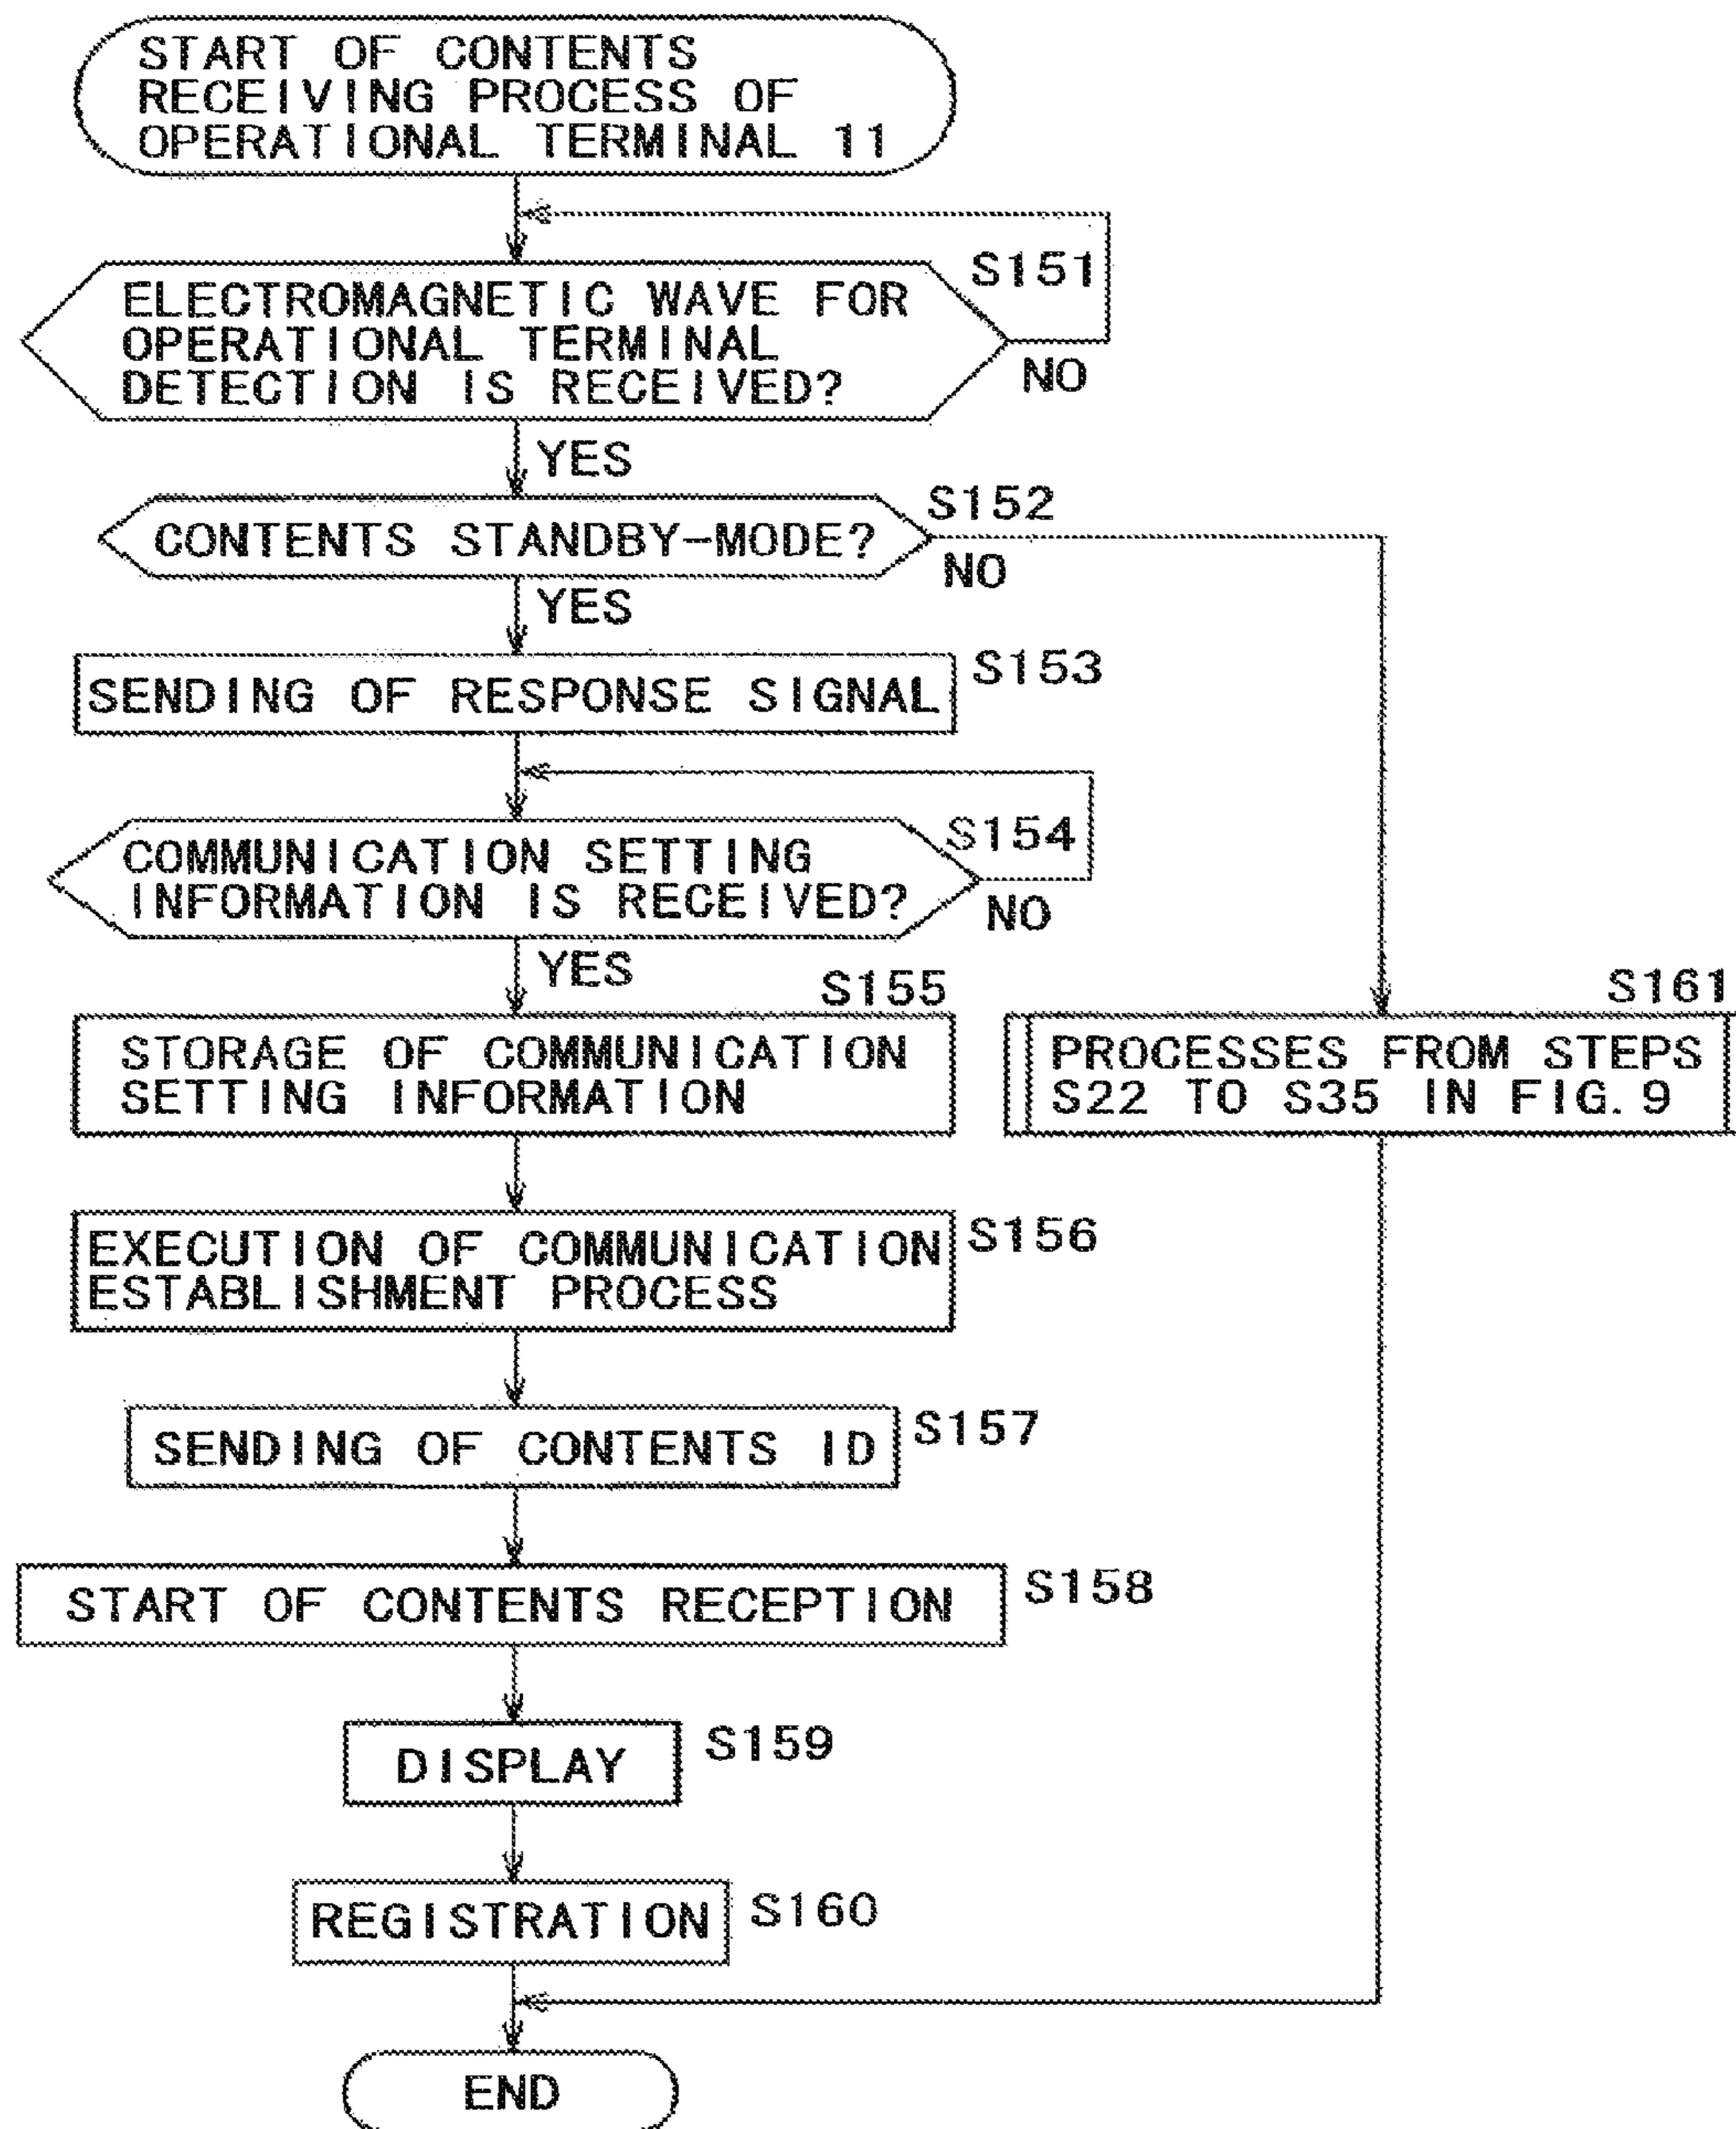 START OF CONTENTS
RECEIVING PROCESS OF
OPERATIONAL TERMINAL 11
S151
ELECTROMAGNETIC WAVE FOR
OPERATIONAL TERMINAL
DETECTION IS RECEIVED?
NO
YES
S152
CONTENTS STANDBY-MODE?
NO
YES
S153
SENDING OF RESPONSE SIGNAL
S154
COMMUNICATION SETTING
INFORMATION IS RECEIVED?
NO
YES
S155
STORAGE OF COMMUNICATION
SETTING INFORMATION
S161
PROCESSES FROM STEPS
S22 TO S35 IN FIG. 9
S156
EXECUTION OF COMMUNICATION
ESTABLISHMENT PROCESS
S157
SENDING OF CONTENTS ID
S158
START OF CONTENTS RECEPTION
S159
DISPLAY
S160
REGISTRATION
END